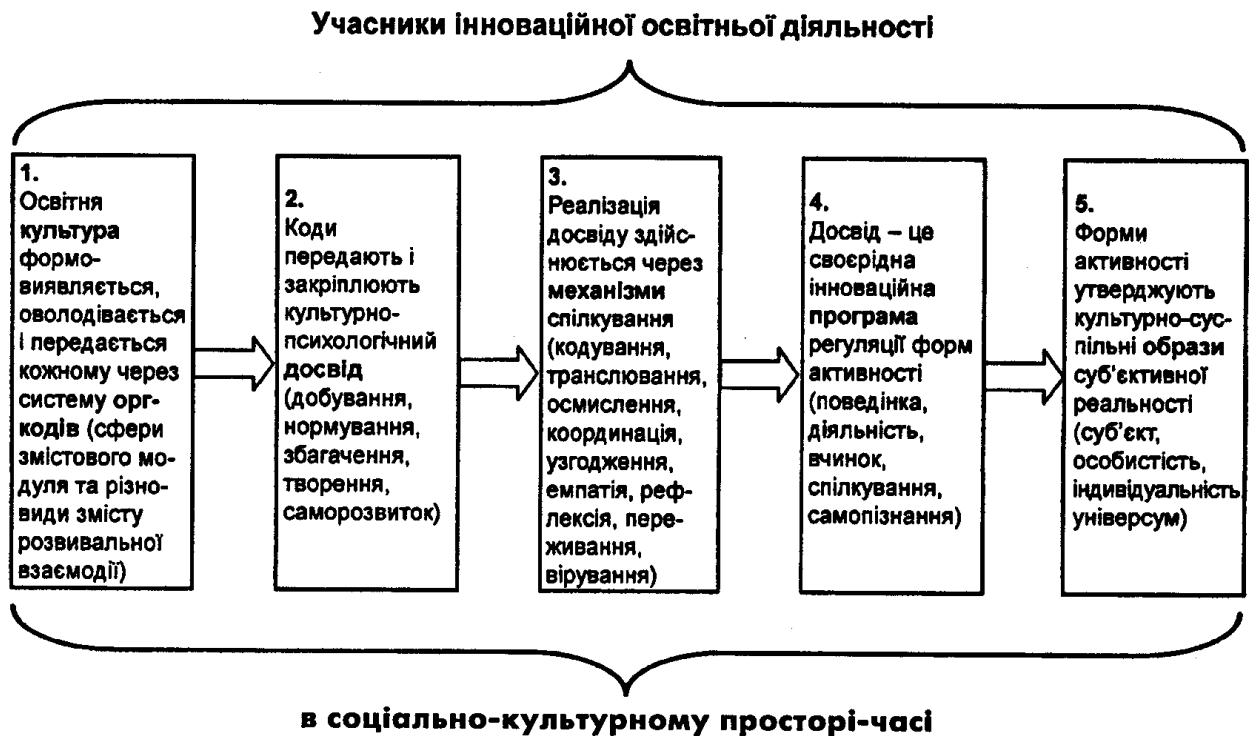 Учасники інноваційної освітньої діяльності
1.
Освітня
культура
формо-
виявляється,
оволодівається
і передається
кожному через
систему орг-
кодів (сфери
змістового мо-
дуля та різно-
види змісту
розвивальної
взаємодії)
2.
Коди
передають і
закріплюють
культурно-
психологічний
досвід
(добування,
нормування,
збагачення,
творення,
саморозвиток)
3.
Реалізація
досвіду здійс-
нюється через
механізми
спілкування
(кодування,
транслювання,
осмислення,
координація,
узгодження,
емпатія, реф-
лексія, пере-
живання,
вірування)
4.
Досвід – це
своєрідна
інноваційна
програма
регуляції форм
активності
(поведінка,
діяльність,
вчинок,
спілкування,
самопізнання)
5.
Форми
активності
утверджують
культурно-сус-
пільні образи
суб’єктивної
реальності
(суб’єкт,
особистість,
індивідуальність
універсум)
в соціально-культурному просторі-часі